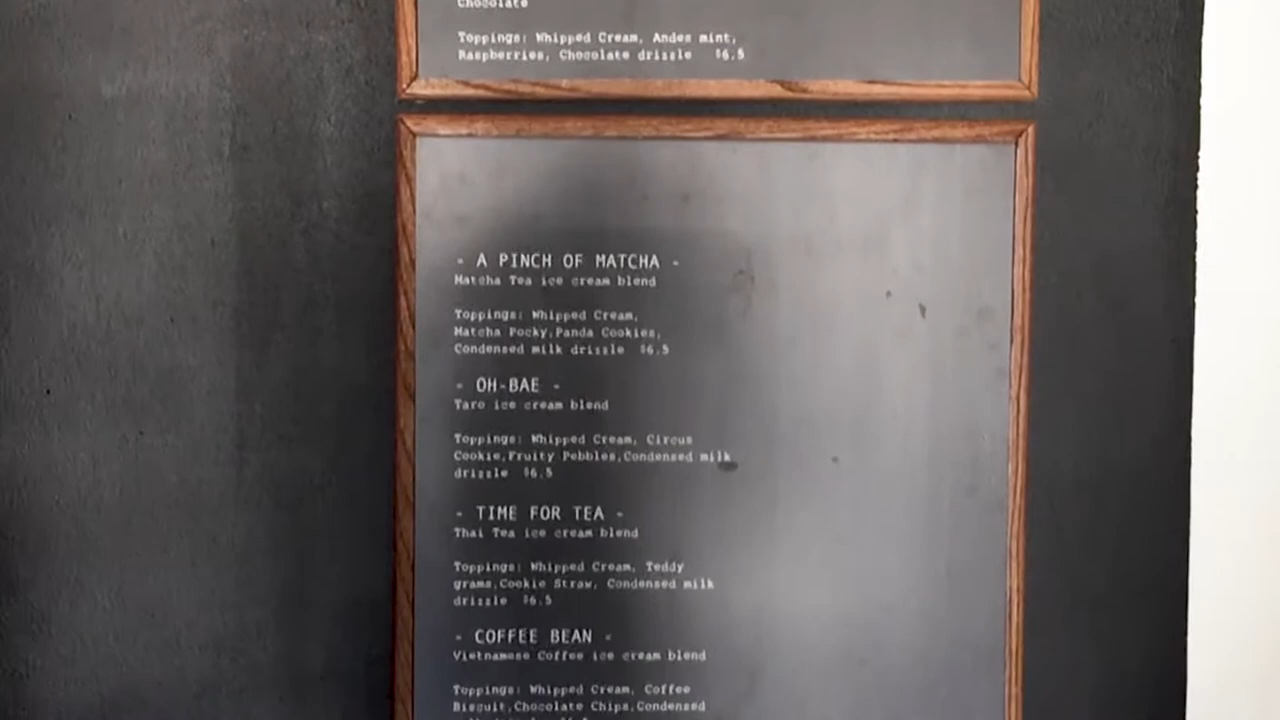 Chocolate
Toppings: Whipped Cream, Andes mint,
Raspberries, Chocolate drizzle $6.5
- A PINCH OF MATCHA -
Matcha Tea ice cream blend
Toppings: Whipped Cream,
Matcha Pocky,Panda Cookies,
Condensed milk drizzle $6.5
- OH-BAE -
Taro ice cream blend
Toppings: Whipped Cream, Circus
Cookie,Fruity Pebbles,Condensed milk
drizzle $6.5
- TIME FOR TEA -
Thai Tea ice cream blend
Toppings: Whipped Cream, Teddy
grams,Cookie Straw, Condensed milk
drizzle $6.5
- COFFEE BEAN -
Vietnamese Coffee ice cream blend
Toppings: Whipped Cream, Coffee
Biscuit,Chocolate Chips,Condensed